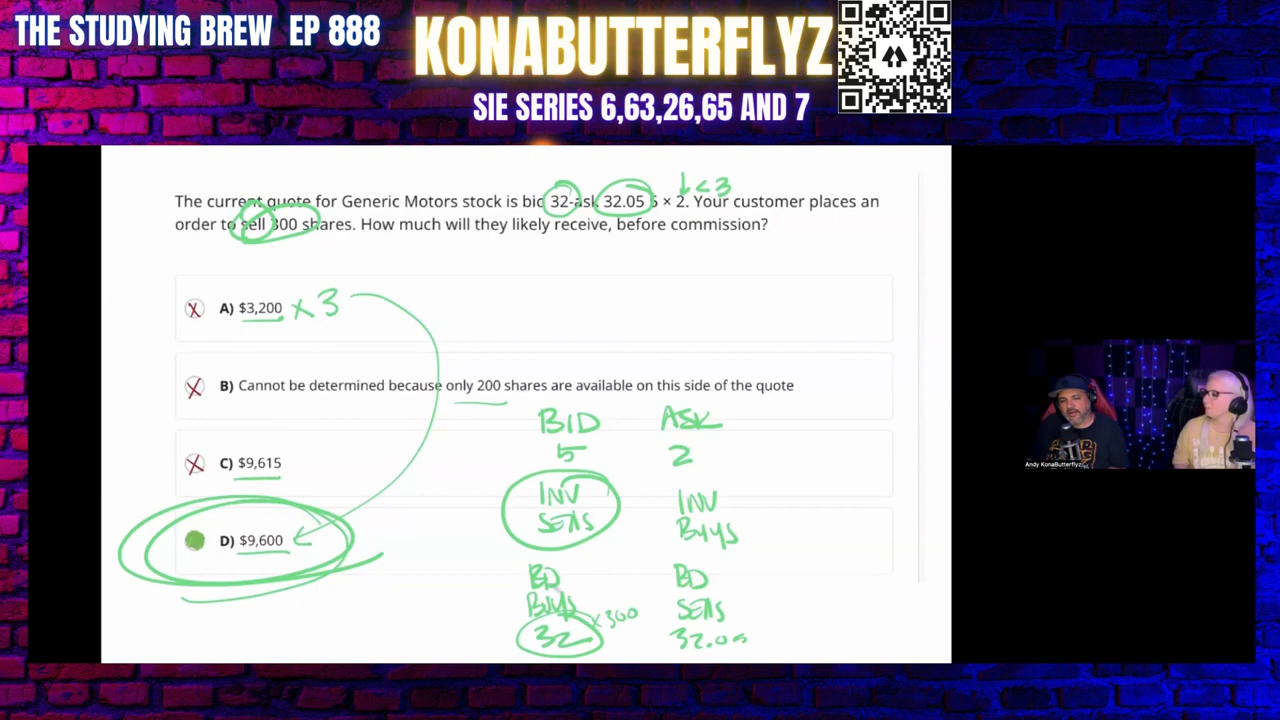 THE STUDYING BREW EP 888
KONABUTTERFLYZ
SIE SERIES 6,63,26,65 AND 7
↓<3
The current quote for Generic Motors stock is bid 32-ask 32.05 5 × 2. Your customer places an
order to sell 300 shares. How much will they likely receive, before commission?
A) $3,200 × 3
B) Cannot be determined because only 200 shares are available on this side of the quote
BID ASK
5 2
C) $9,615
INV INV
SELLS BUYS
D) $9,600
BD BD
BUYS SELLS
×300
32 32.05
Andy KonaButterflyz